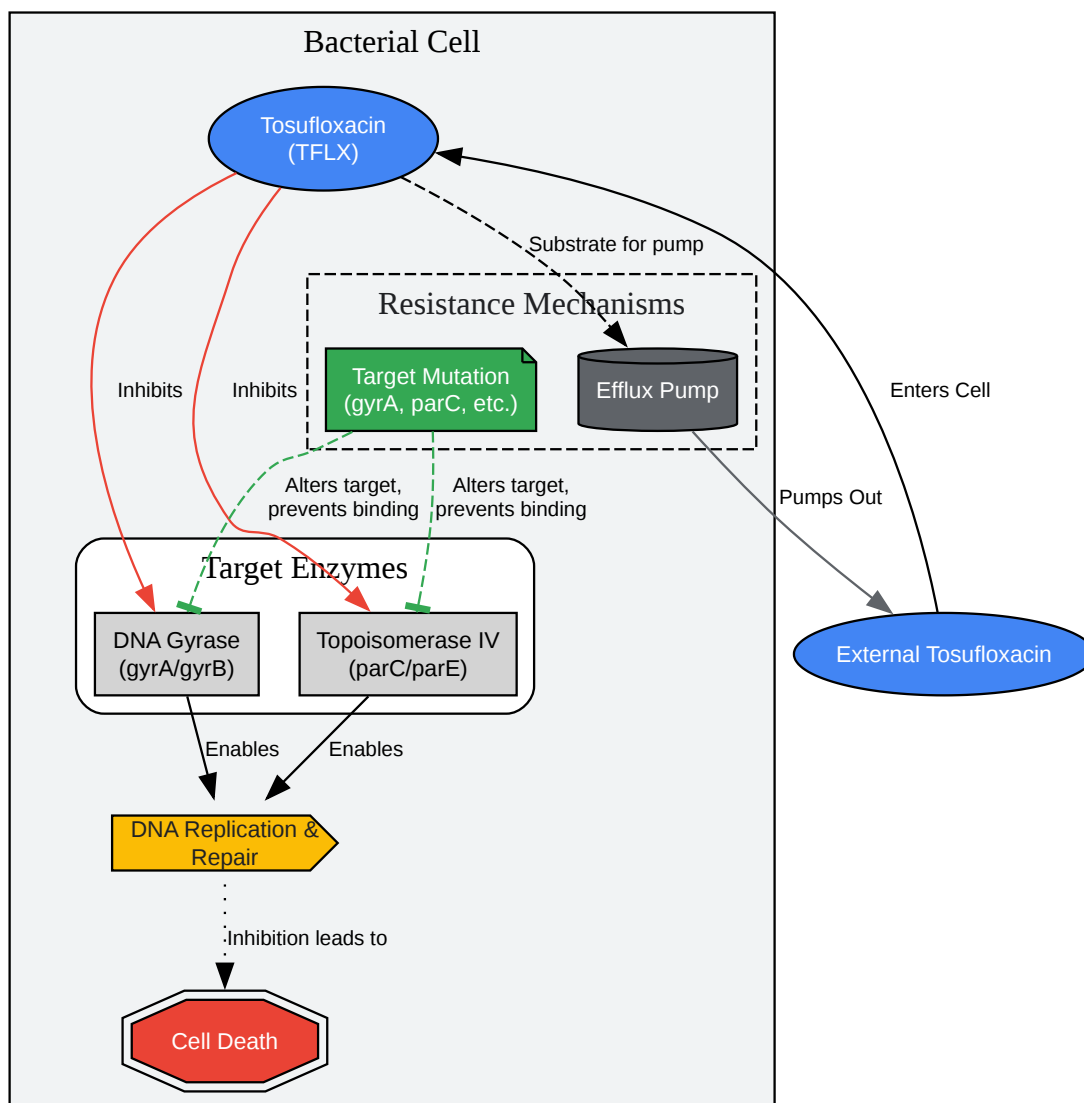 Bacterial Cell
Tosufloxacin
(TFLX)
Substrate for pump
Resistance Mechanisms
Target Mutation
(gyrA, parC, etc.)
Efflux Pump
Inhibits
Inhibits
Enters Cell
Alters target,
prevents binding
Alters target,
prevents binding
Pumps Out
Target Enzymes
DNA Gyrase
(gyrA/gyrB)
Topoisomerase IV
(parC/parE)
External Tosufloxacin
Enables
Enables
DNA Replication &
Repair
Inhibition leads to
Cell Death